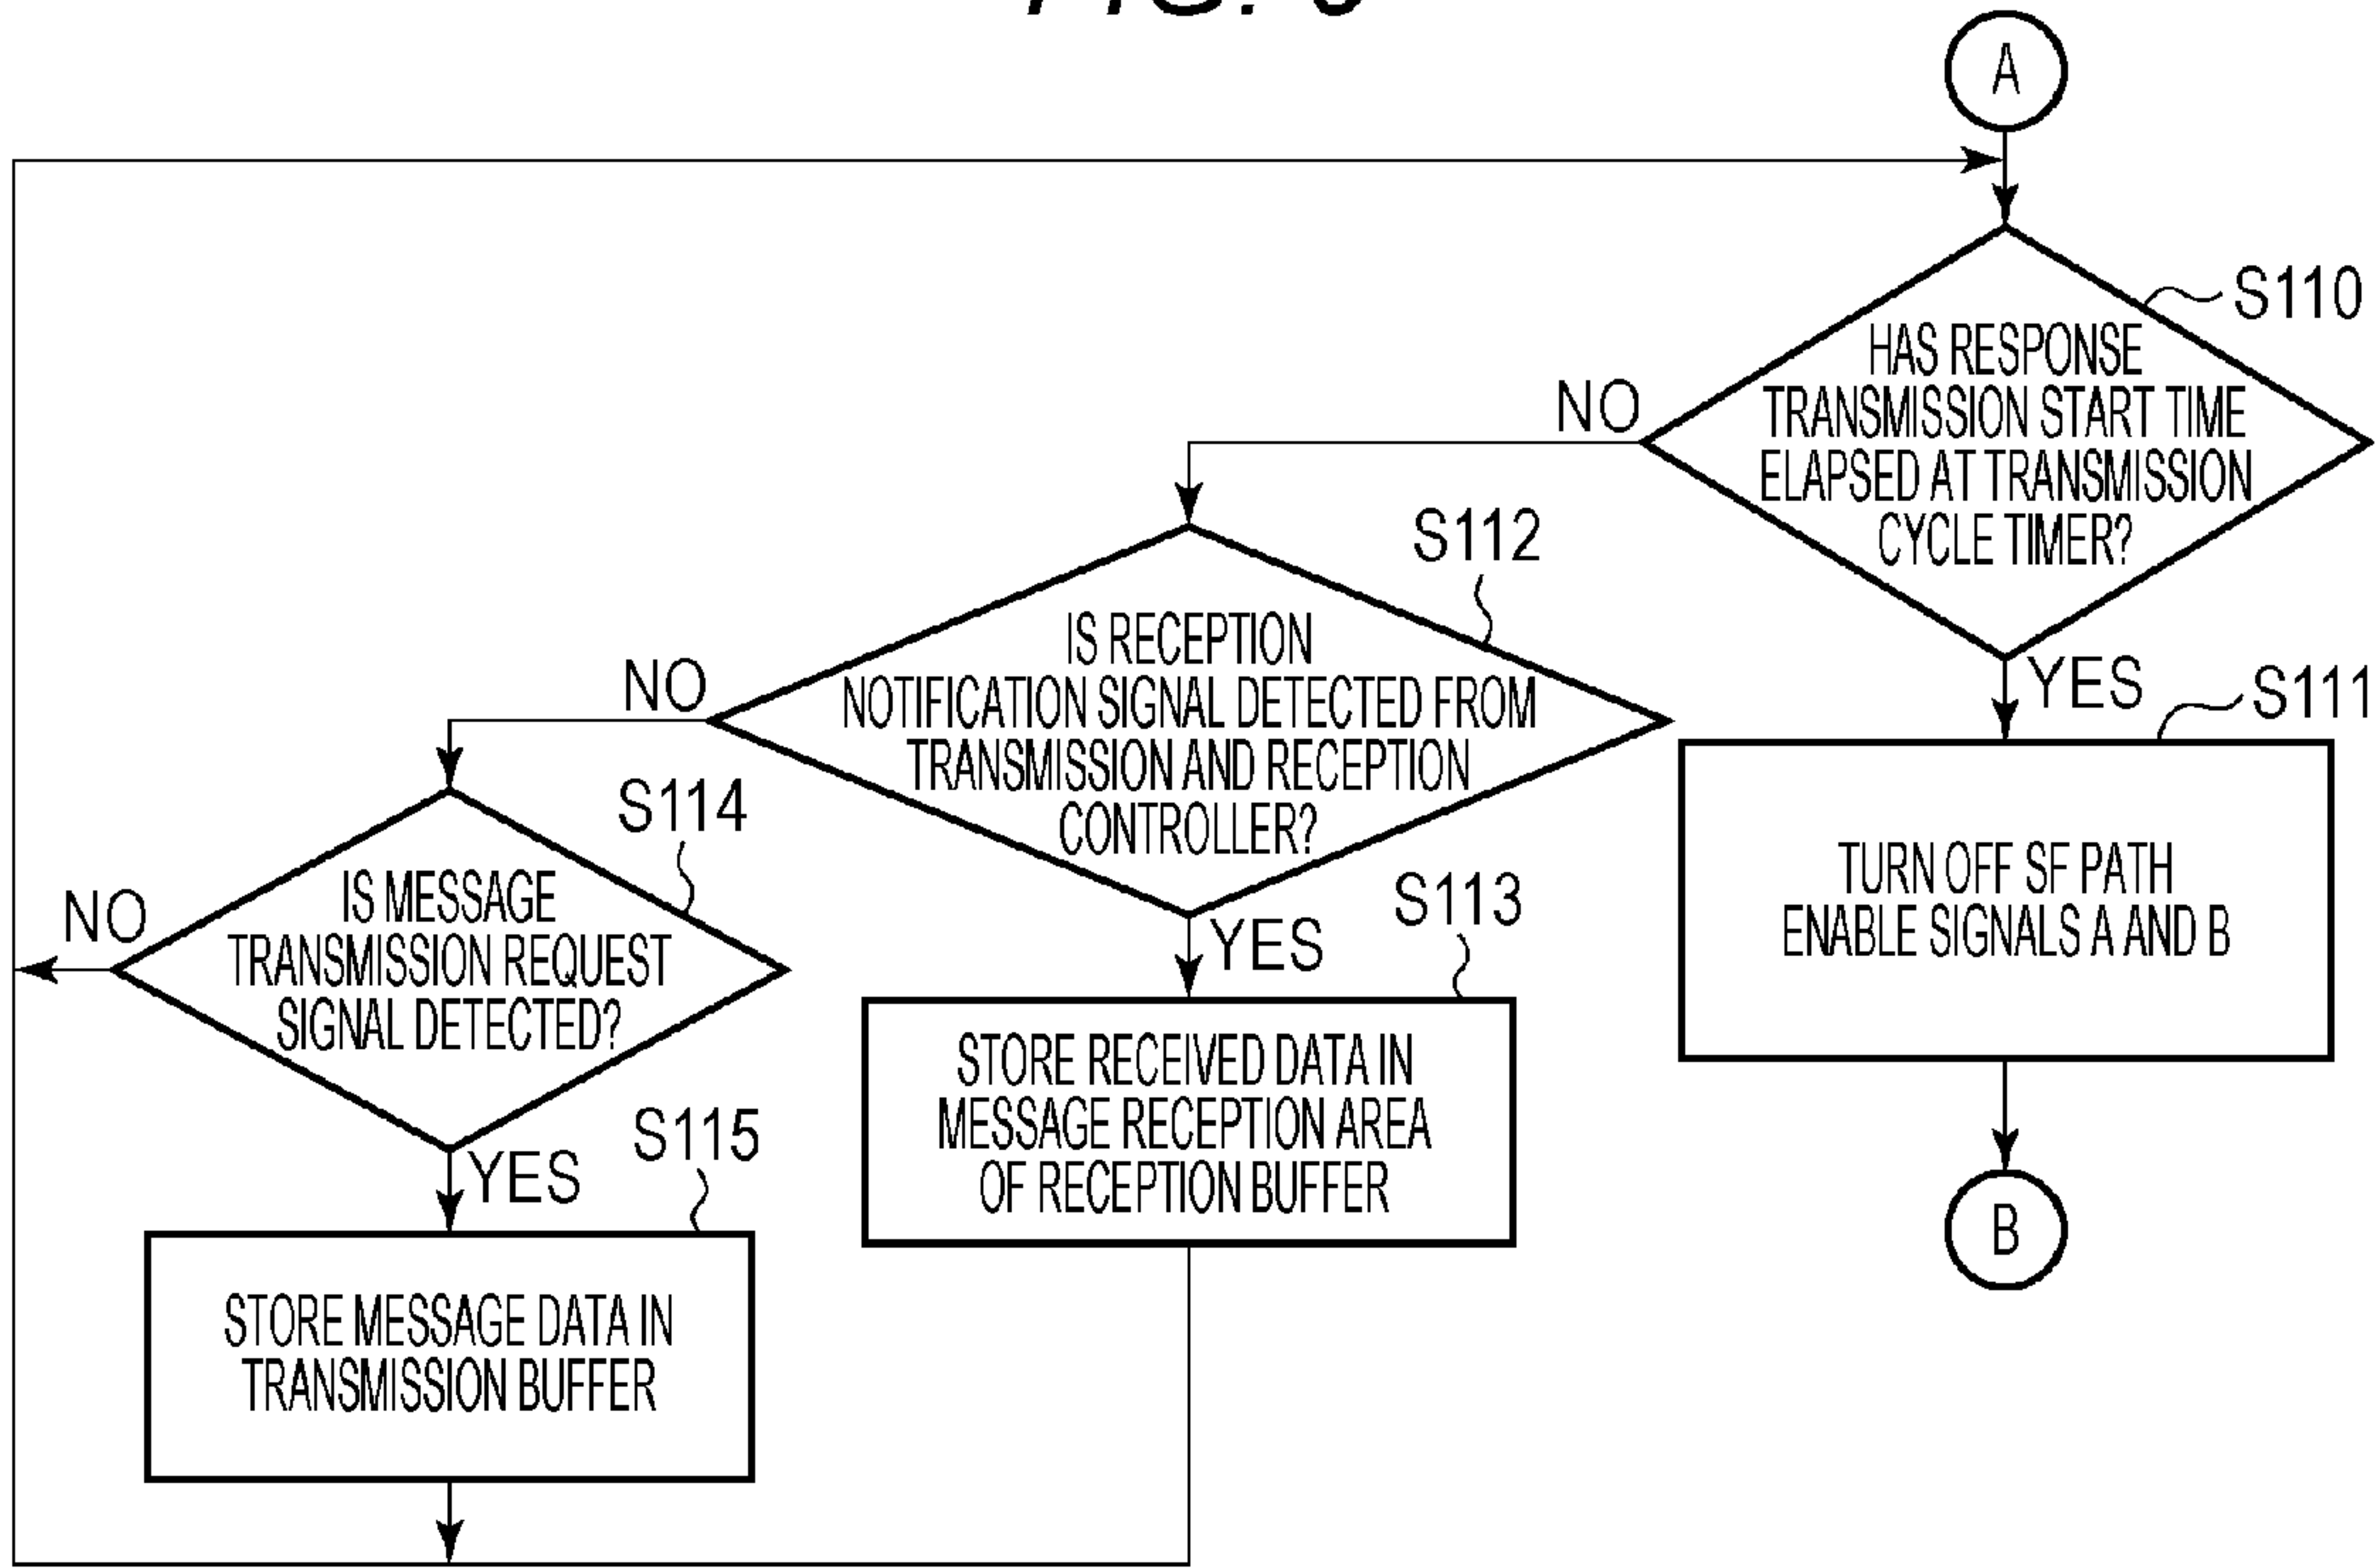 FIG.
A
S110
HAS RESPONSE
TRANSMISSION START TIME
ELAPSED AT TRANSMISSION
CYCLE TIMER?
NO
YES
S112
IS RECEPTION
NOTIFICATION SIGNAL DETECTED FROM
TRANSMISSION AND RECEPTION
CONTROLLER?
NO
YES
S111
TURN OFF SF PATH
ENABLE SIGNALS A AND B
S114
IS MESSAGE
TRANSMISSION REQUEST
SIGNAL DETECTED?
NO
YES
S113
STORE RECEIVED DATA IN
MESSAGE RECEPTION AREA
OF RECEPTION BUFFER
S115
STORE MESSAGE DATA IN
TRANSMISSION BUFFER
B